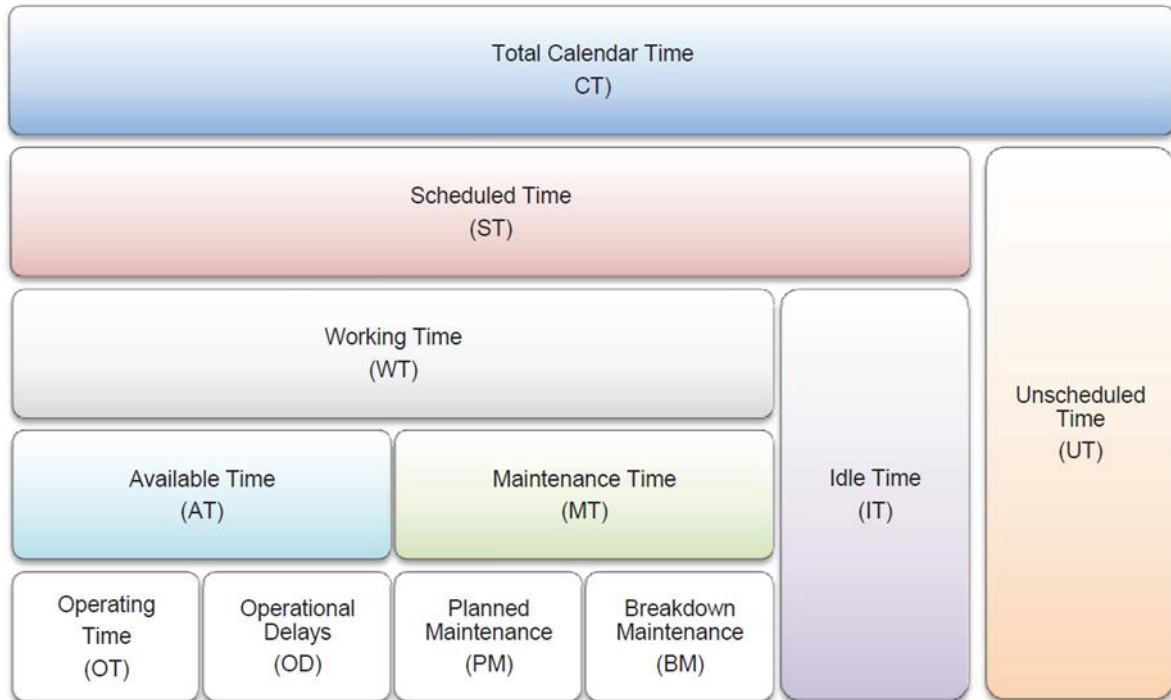 Total Calendar Time
CT)
Scheduled Time
(ST)
Working Time
(WT)
Unscheduled
Time
(UT)
Available Time
(AT)
Maintenance Time
(MT)
Idle Time
(IT)
Operating
Time
(OT)
Operational
Delays
(OD)
Planned
Maintenance
(PM)
Breakdown
Maintenance
(BM)